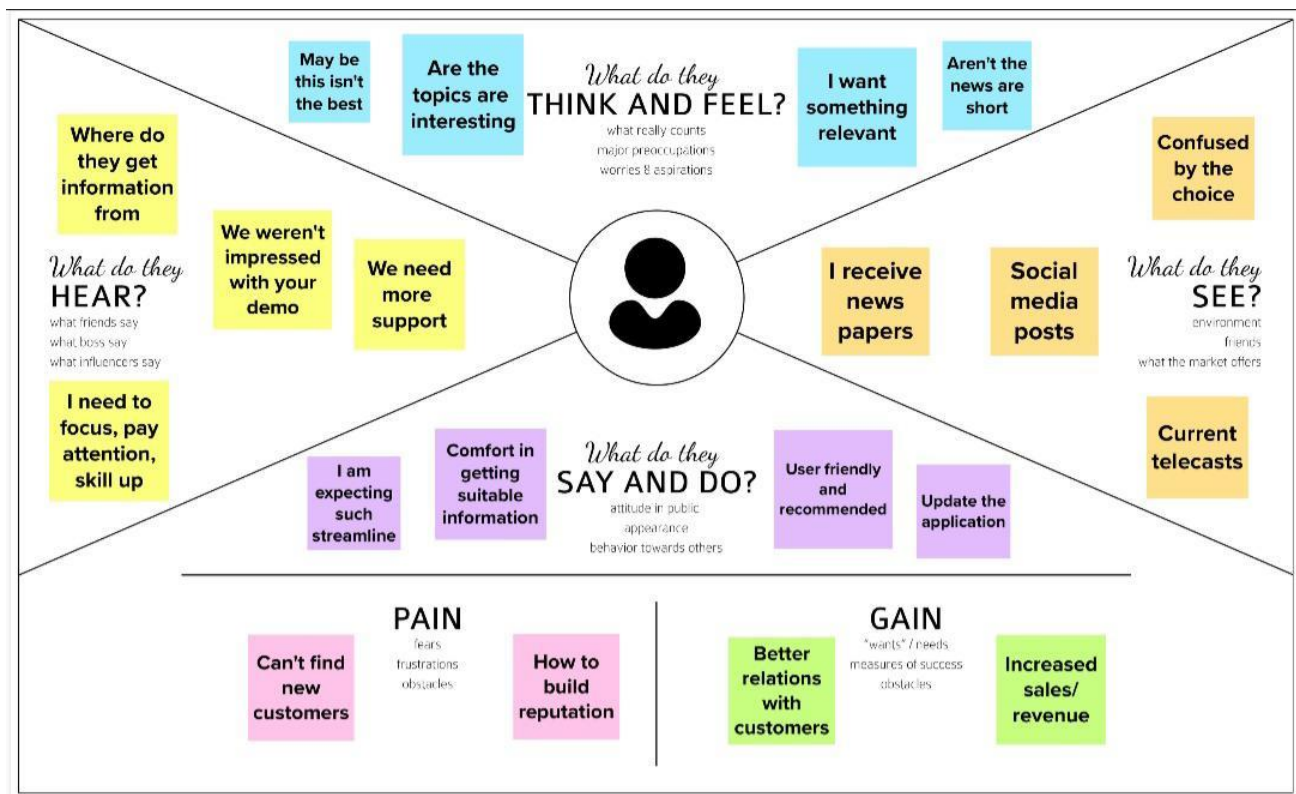 May be
this isn't
the best
Are the
topics are
interesting
What do they
THINK AND FEEL?
what really counts
major preoccupations
worries 8 aspirations
I want
something
relevant
Aren't the
news are
short
Where do
they get
information
from
We weren't
impressed
with your
demo
We need
more
support
What do they
HEAR?
what friends say
what boss say
what influencers say
I need to
focus, pay
attention,
skill up
Confused
by the
choice
I receive
news
papers
Social
media
posts
What do they
SEE?
environment
friends
what the market offers
Current
telecasts
I am
expecting
such
streamline
Comfort in
getting
suitable
information
What do they
SAY AND DO?
attitude in public
appearance
behavior towards others
User friendly
and
recommended
Update the
application
PAIN
fears
frustrations
obstacles
Can't find
new
customers
How to
build
reputation
GAIN
"wants" / needs
measures of success
obstacles
Better
relations
with
customers
Increased
sales/
revenue